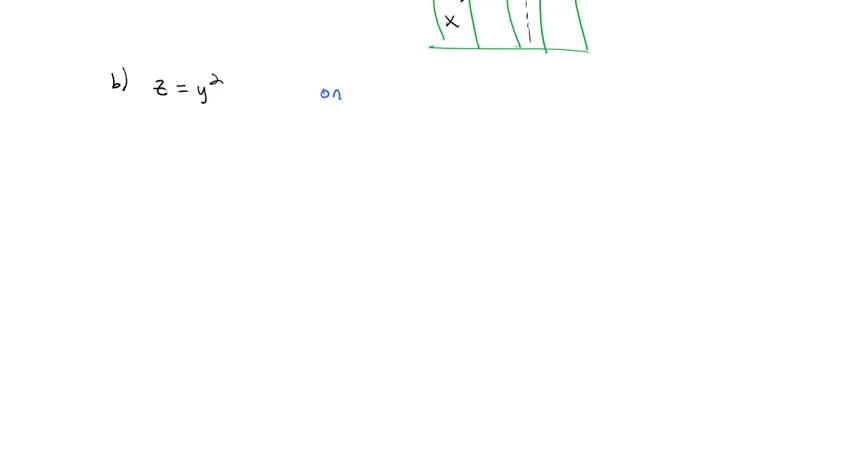 x
b) z = y² on